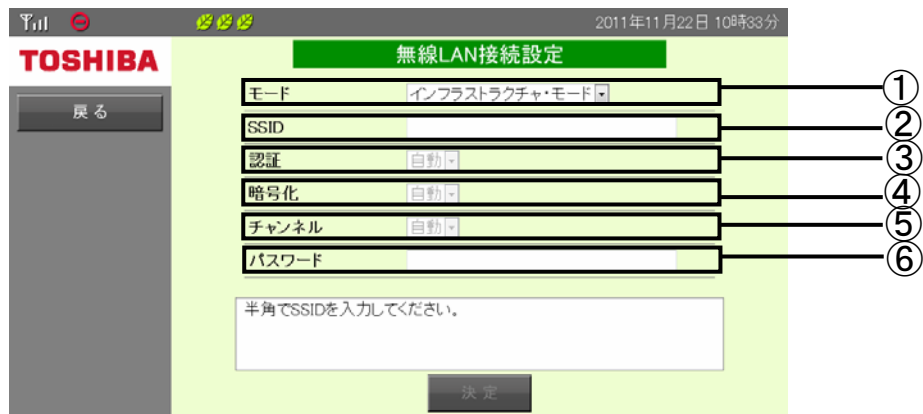 2011年11月22日 10時33分
TOSHIBA
戻る
無線LAN接続設定
モード インフラストラクチャ・モード ①
SSID ②
認証 自動 ③
暗号化 自動 ④
チャンネル 自動 ⑤
パスワード ⑥
半角でSSIDを入力してください。
決定